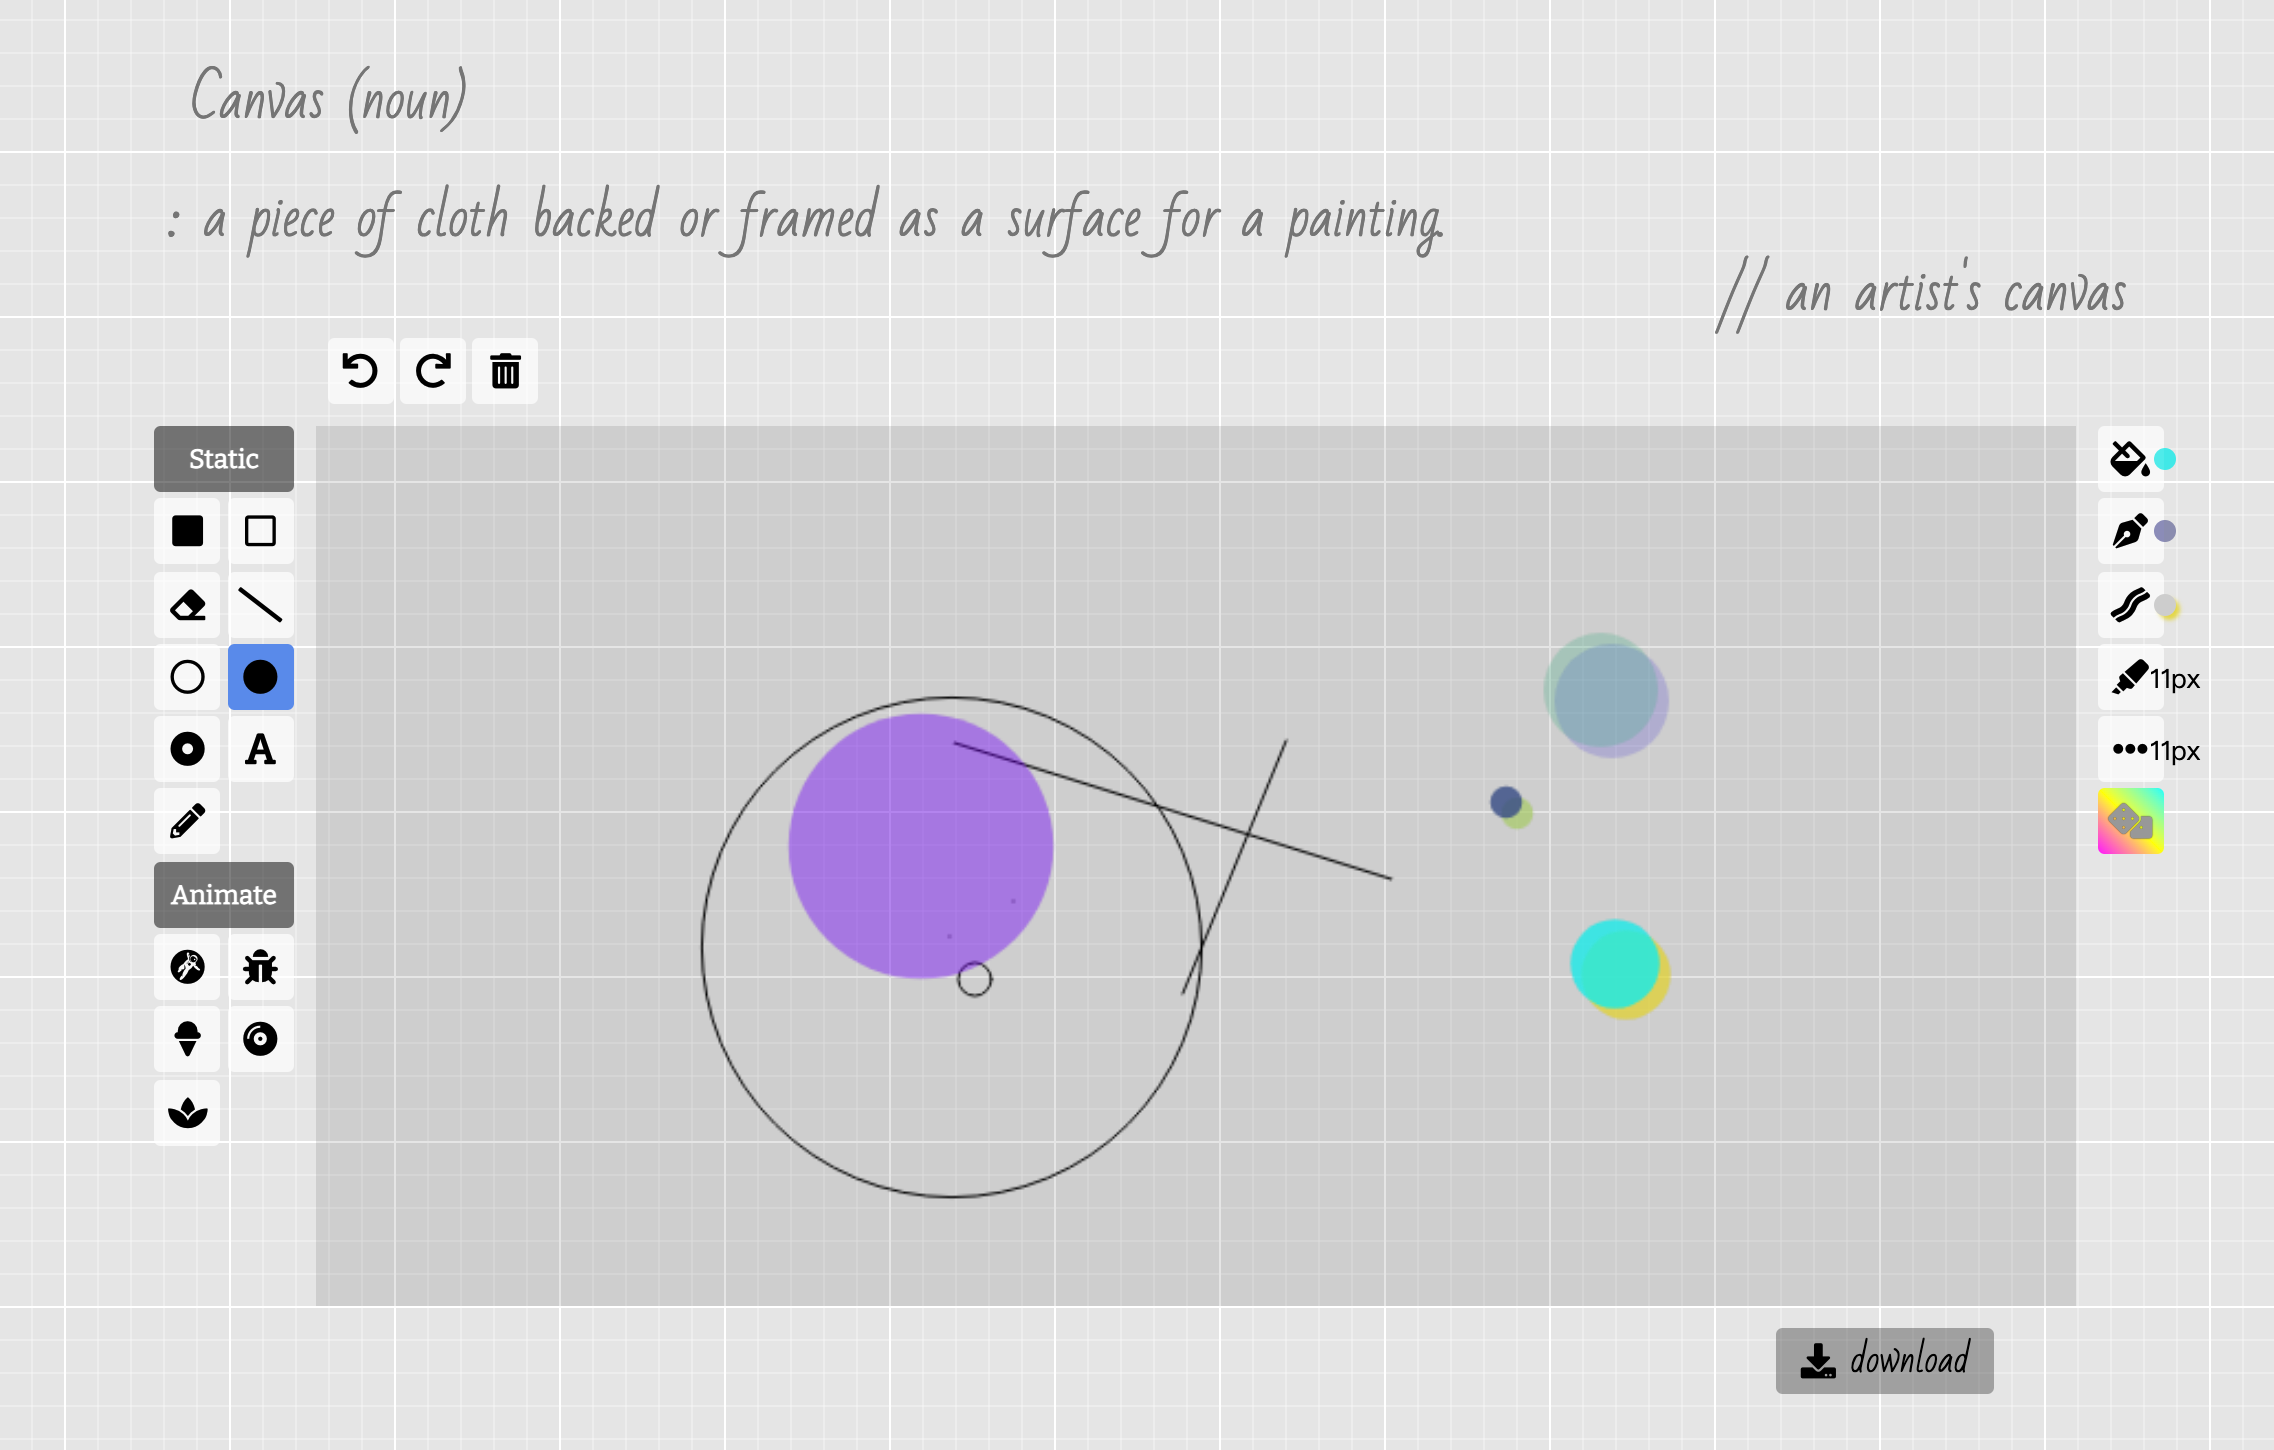 Canvas (noun)
: a piece of cloth backed or framed as a surface for a painting.
// an artist's canvas
Static
A
11px
11px
Animate
download